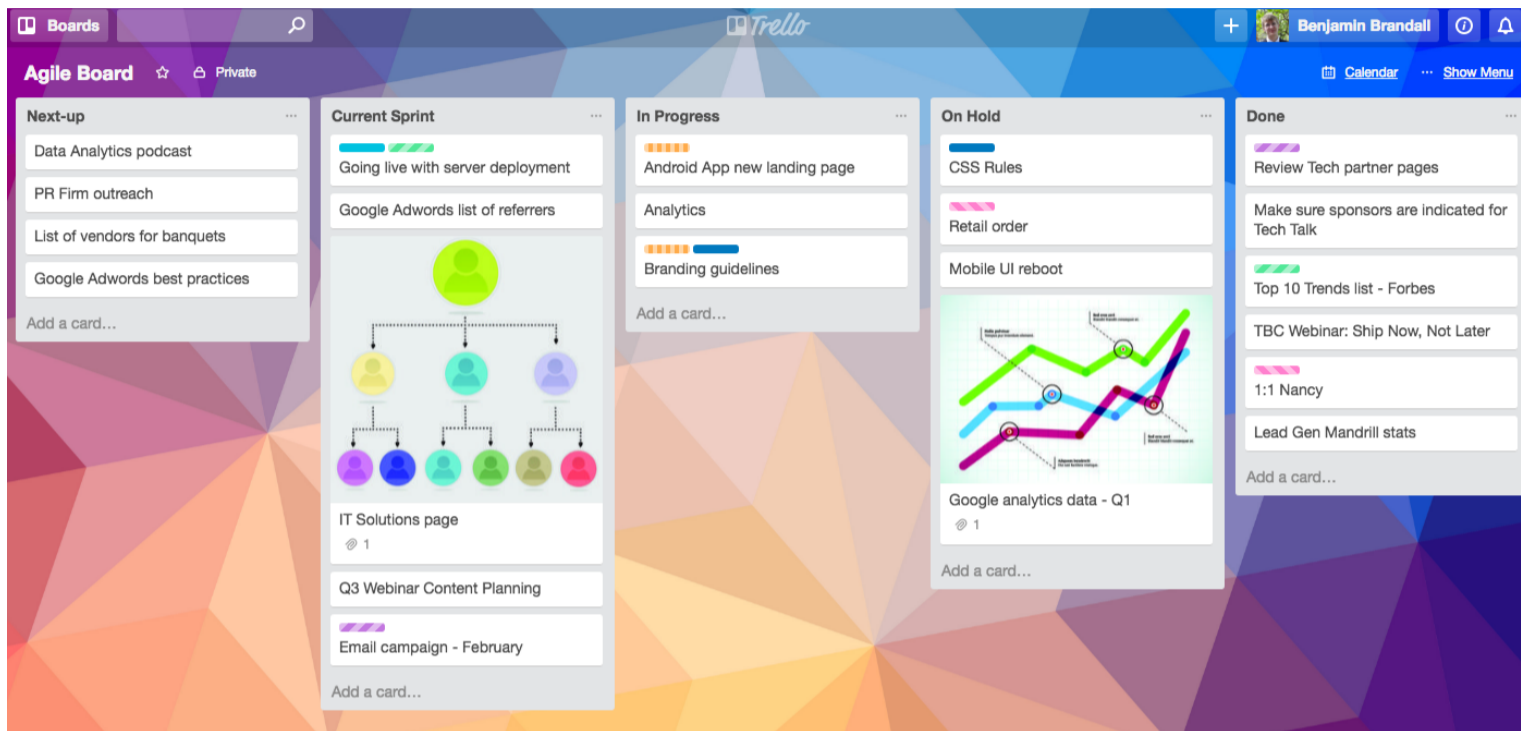 Boards
Trello
Benjamin Brandall
Agile Board
Private
Calendar
Show Menu
Next-up
Data Analytics podcast
PR Firm outreach
List of vendors for banquets
Google Adwords best practices
Add a card...
Current Sprint
Going live with server deployment
Google Adwords list of referrers
IT Solutions page
1
Q3 Webinar Content Planning
Email campaign - February
Add a card...
In Progress
Android App new landing page
Analytics
Branding guidelines
Add a card...
On Hold
CSS Rules
Retail order
Mobile UI reboot
Google analytics data - Q1
1
Add a card...
Done
Review Tech partner pages
Make sure sponsors are indicated for
Tech Talk
Top 10 Trends list - Forbes
TBC Webinar: Ship Now, Not Later
1:1 Nancy
Lead Gen Mandrill stats
Add a card...